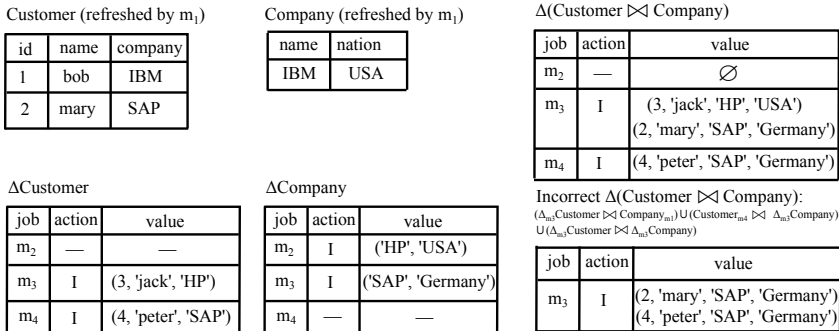 Customer (refreshed by m1)
id name company
1 bob IBM
2 mary SAP
Company (refreshed by m1)
name nation
IBM USA
Δ(Customer ⋈ Company)
job action value
m2 — ∅
m3 I (3, 'jack', 'HP', 'USA')
(2, 'mary', 'SAP', 'Germany')
m4 I (4, 'peter', 'SAP', 'Germany')
ΔCustomer
job action value
m2 — —
m3 I (3, 'jack', 'HP')
m4 I (4, 'peter', 'SAP')
ΔCompany
job action value
m2 I ('HP', 'USA')
m3 I ('SAP', 'Germany')
m4 — —
Incorrect Δ(Customer ⋈ Company):
(Δm3Customer ⋈ Companym1)∪(Customerm4 ⋈ Δm3Company)
∪(Δm3Customer ⋈ Δm3Company)
job action value
m3 I (2, 'mary', 'SAP', 'Germany')
(4, 'peter', 'SAP', 'Germany')